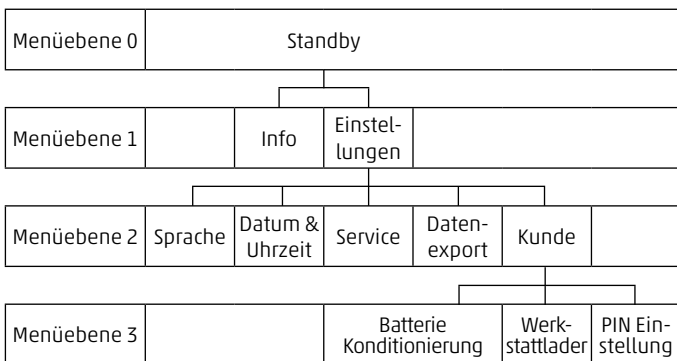 Menüebene 0 Standby
Menüebene 1 Info Einstel-
lungen
Menüebene 2 Sprache Datum &
Uhrzeit Service Daten-
export Kunde
Menüebene 3 Batterie
Konditionierung Werk-
stattlader PIN Ein-
stellung